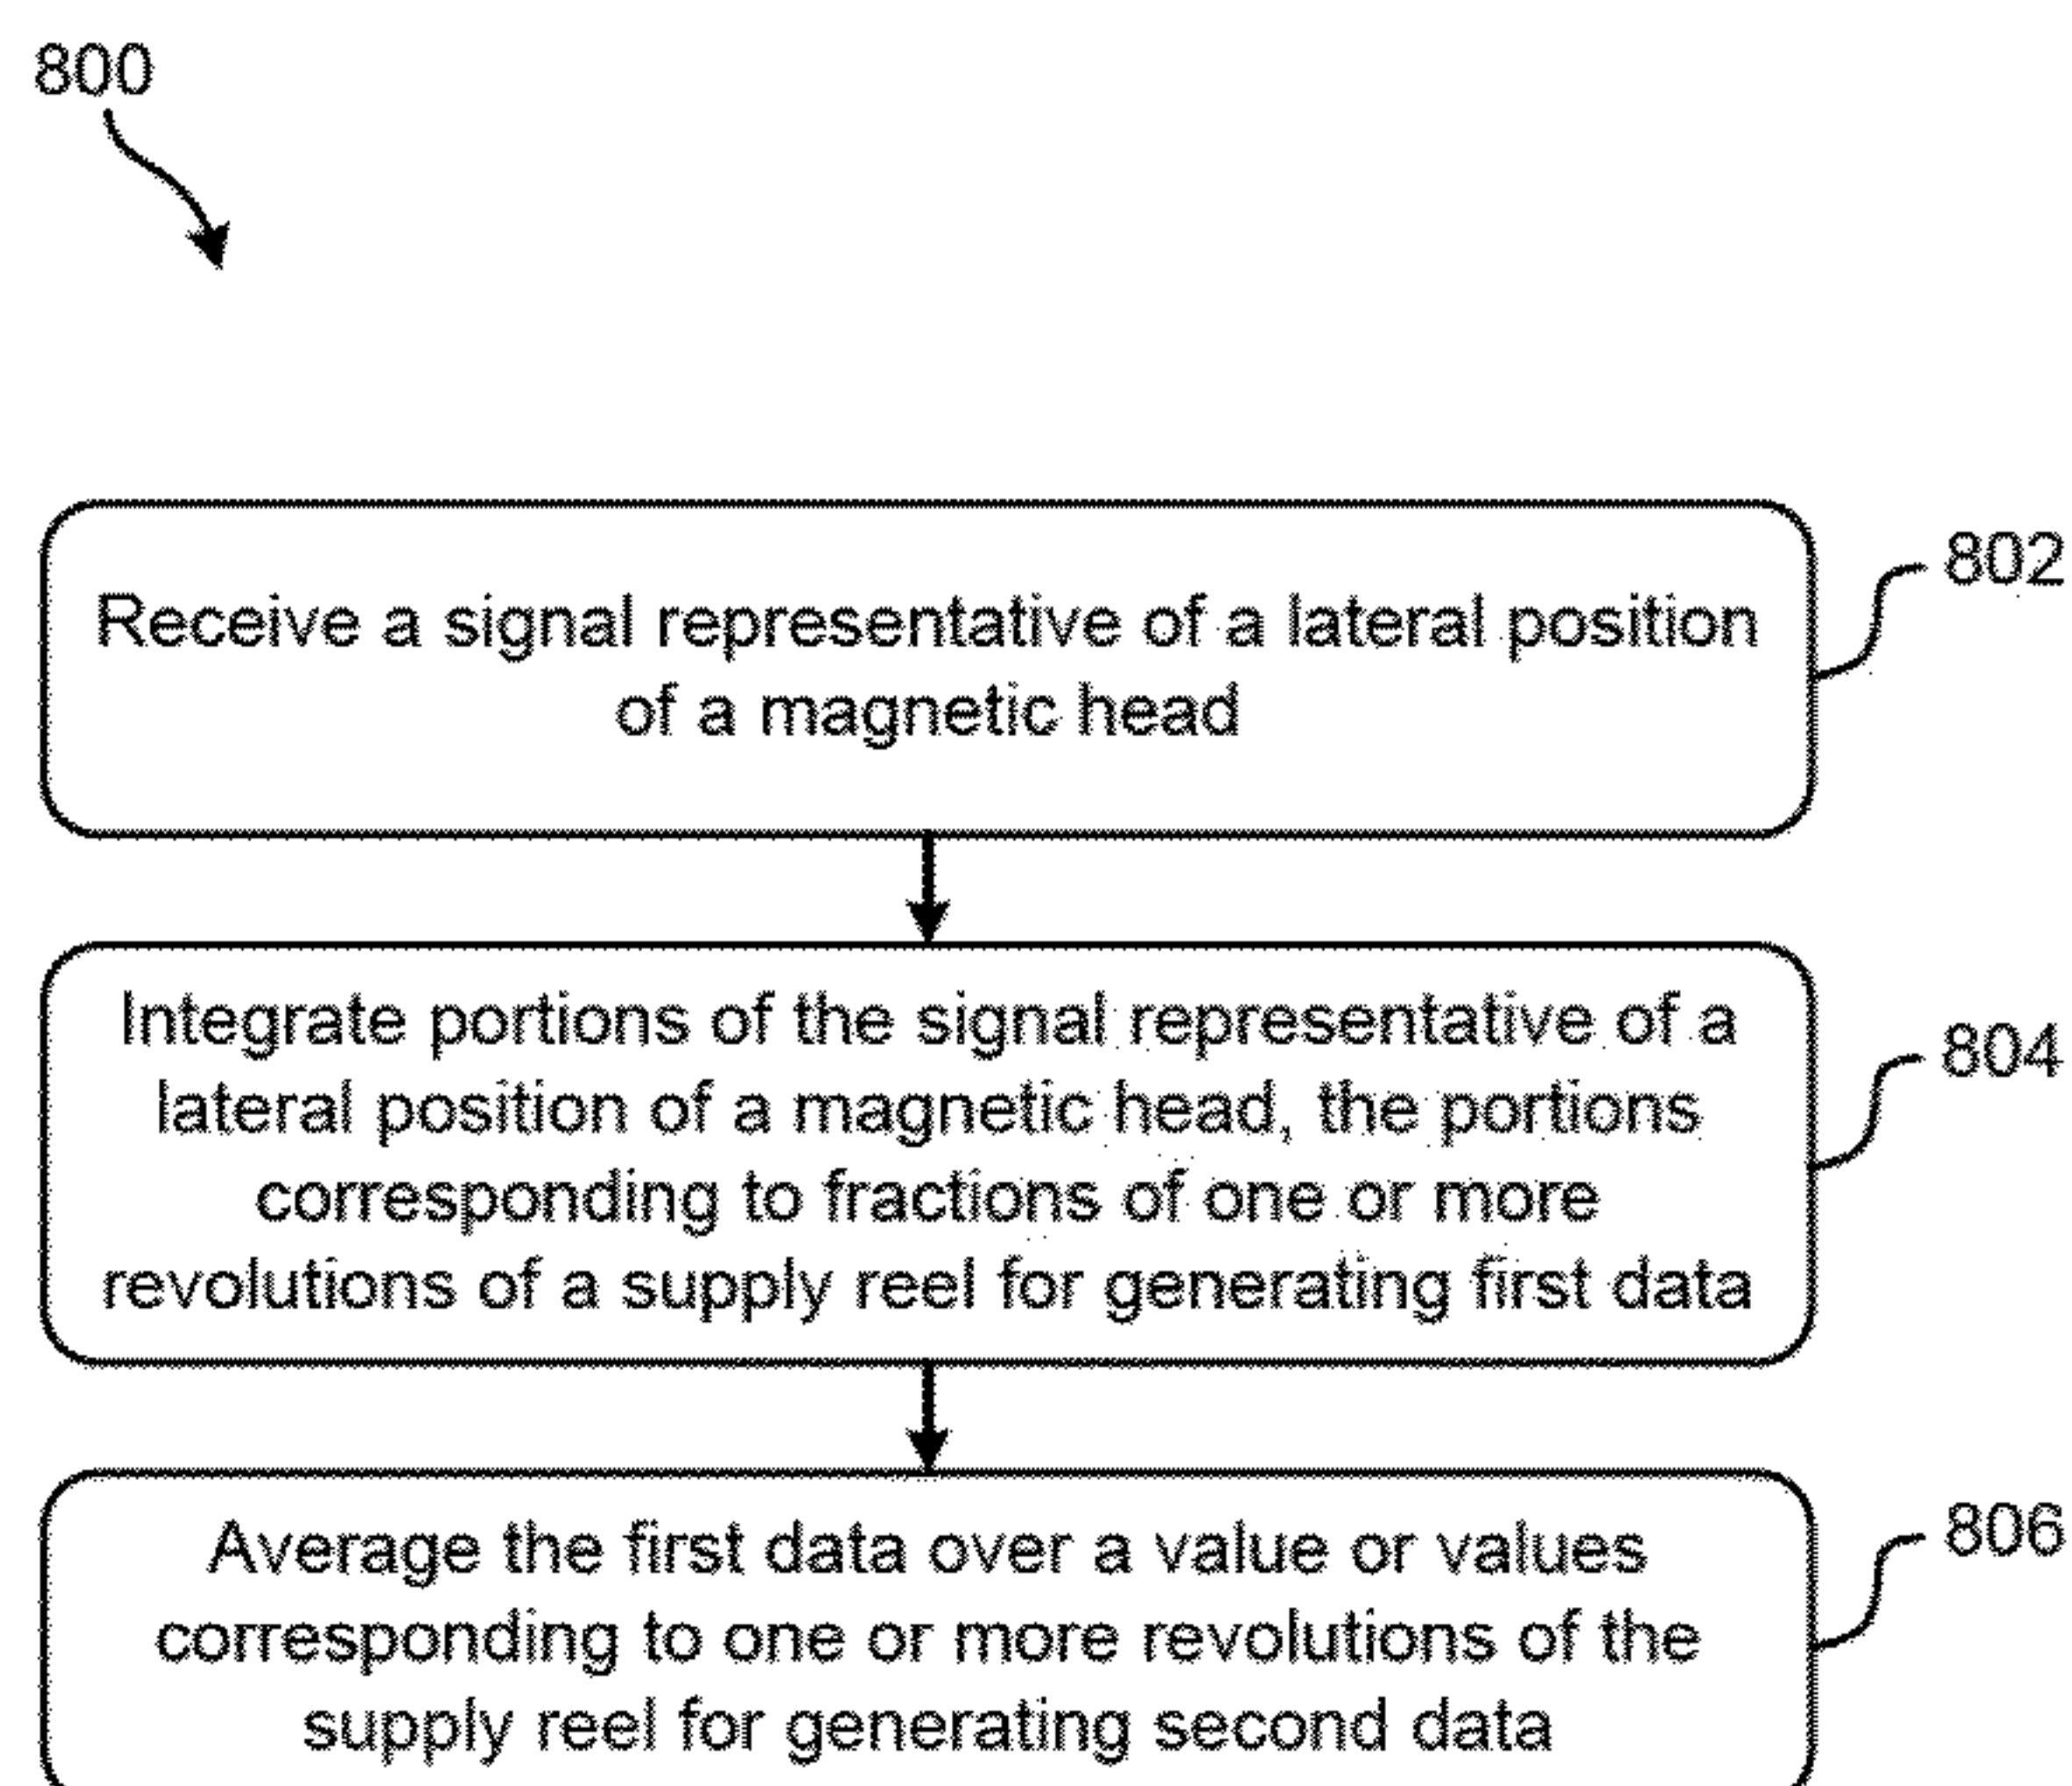 800
Receive a signal representative of a lateral position
of a magnetic head
802
Integrate portions of the signal representative of a
lateral position of a magnetic head, the portions
corresponding to fractions of one or more
revolutions of a supply reel for generating first data
804
Average the first data over a value or values
corresponding to one or more revolutions of the
supply reel for generating second data
806